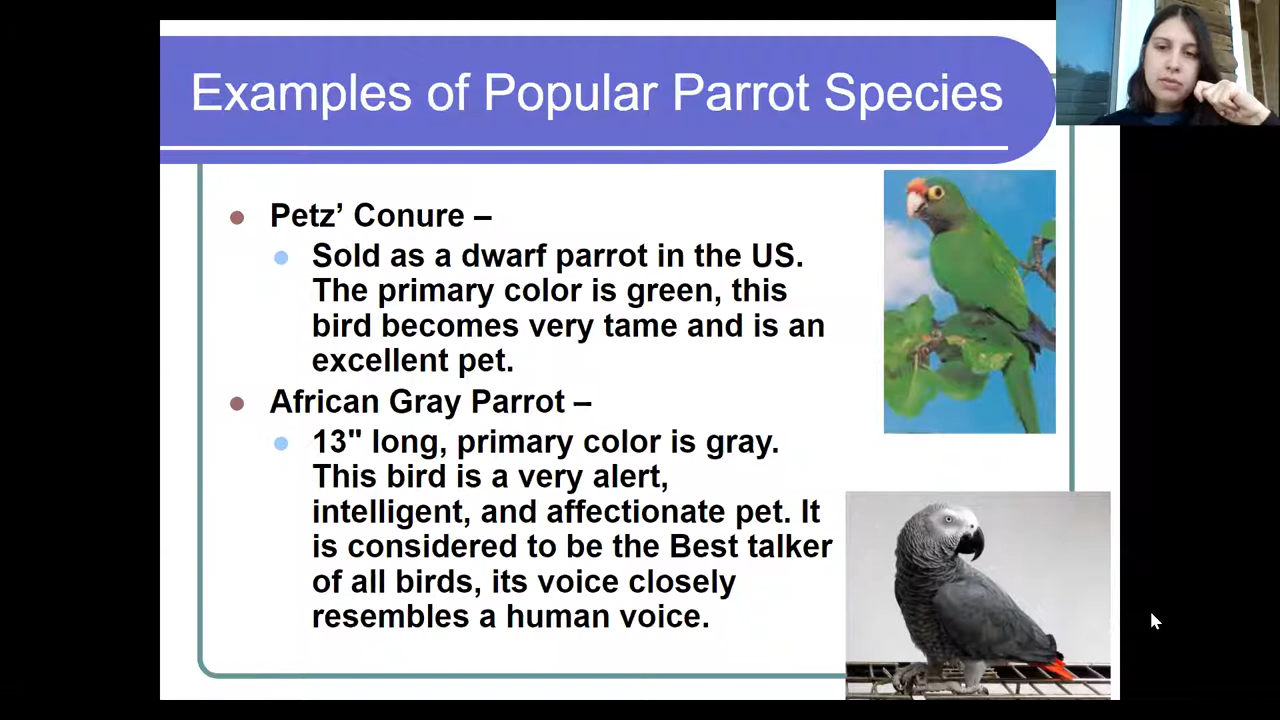 Examples of Popular Parrot Species
Petz’ Conure –
Sold as a dwarf parrot in the US.
The primary color is green, this
bird becomes very tame and is an
excellent pet.
African Gray Parrot –
13" long, primary color is gray.
This bird is a very alert,
intelligent, and affectionate pet. It
is considered to be the Best talker
of all birds, its voice closely
resembles a human voice.